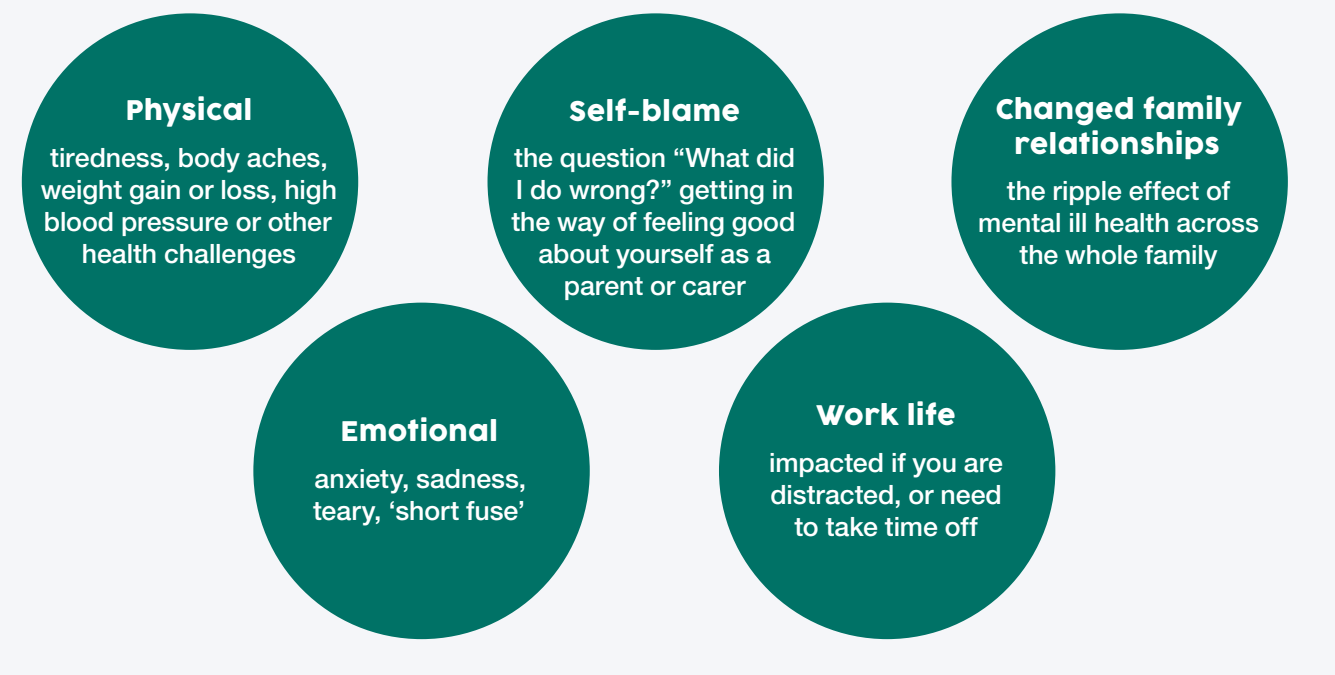 Physical
tiredness, body aches,
weight gain or loss, high
blood pressure or other
health challenges
Self-blame
the question “What did
I do wrong?” getting in
the way of feeling good
about yourself as a
parent or carer
Changed family
relationships
the ripple effect of
mental ill health across
the whole family
Emotional
anxiety, sadness,
teary, ‘short fuse’
Work life
impacted if you are
distracted, or need
to take time off